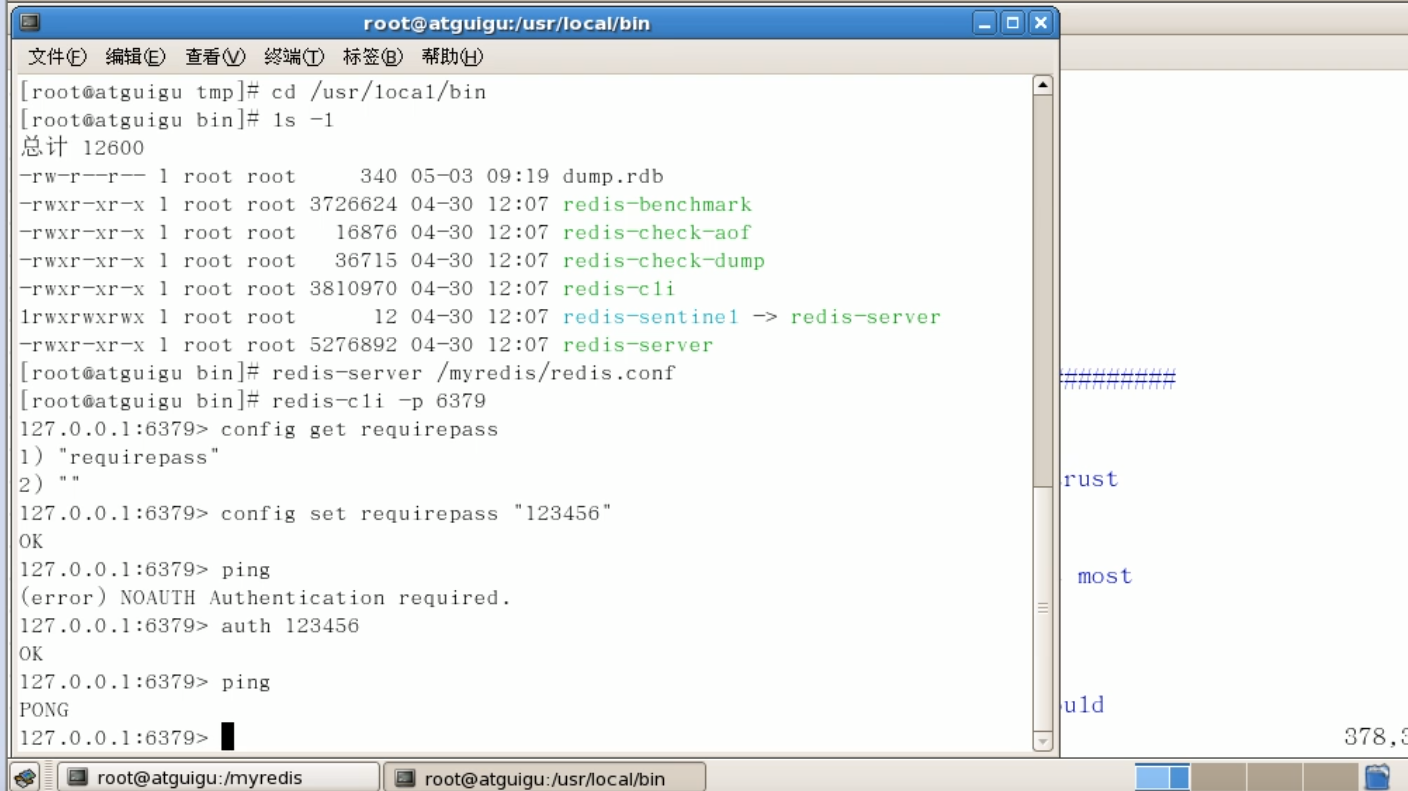 root@atguigu:/usr/local/bin
文件(F) 编辑(E) 查看(V) 终端(T) 标签(B) 帮助(H)
[root@atguigu tmp]# cd /usr/local/bin
[root@atguigu bin]# ls -l
总计 12600
-rw-r--r-- 1 root root 340 05-03 09:19 dump.rdb
-rwxr-xr-x 1 root root 3726624 04-30 12:07 redis-benchmark
-rwxr-xr-x 1 root root 16876 04-30 12:07 redis-check-aof
-rwxr-xr-x 1 root root 36715 04-30 12:07 redis-check-dump
-rwxr-xr-x 1 root root 3810970 04-30 12:07 redis-cli
lrwxrwxrwx 1 root root 12 04-30 12:07 redis-sentinel -> redis-server
-rwxr-xr-x 1 root root 5276892 04-30 12:07 redis-server
[root@atguigu bin]# redis-server /myredis/redis.conf
##########
[root@atguigu bin]# redis-cli -p 6379
127.0.0.1:6379> config get requirepass
1) "requirepass"
2) ""
rust
127.0.0.1:6379> config set requirepass "123456"
OK
127.0.0.1:6379> ping
most
(error) NOAUTH Authentication required.
127.0.0.1:6379> auth 123456
OK
127.0.0.1:6379> ping
PONG
uld
127.0.0.1:6379>
378,3
root@atguigu:/myredis
root@atguigu:/usr/local/bin